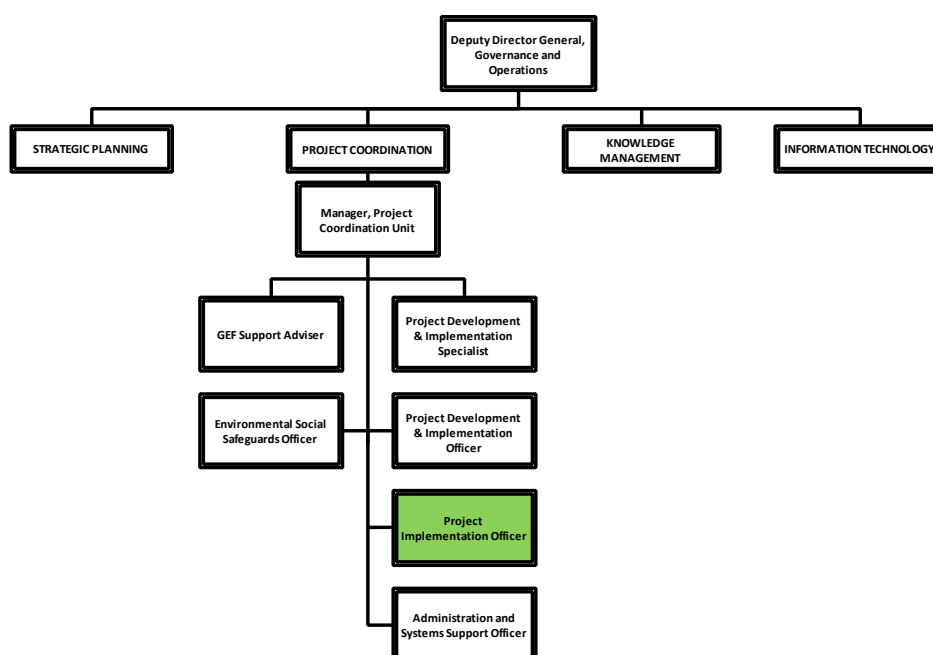 Deputy Director General,
Governance and
Operations
STRATEGIC PLANNING
PROJECT COORDINATION
KNOWLEDGE
MANAGEMENT
INFORMATION TECHNOLOGY
Manager, Project
Coordination Unit
GEF Support Adviser
Project Development
& Implementation
Specialist
Environmental Social
Safeguards Officer
Project Development
& Implementation
Officer
Project
Implementation Officer
Administration and
Systems Support Officer